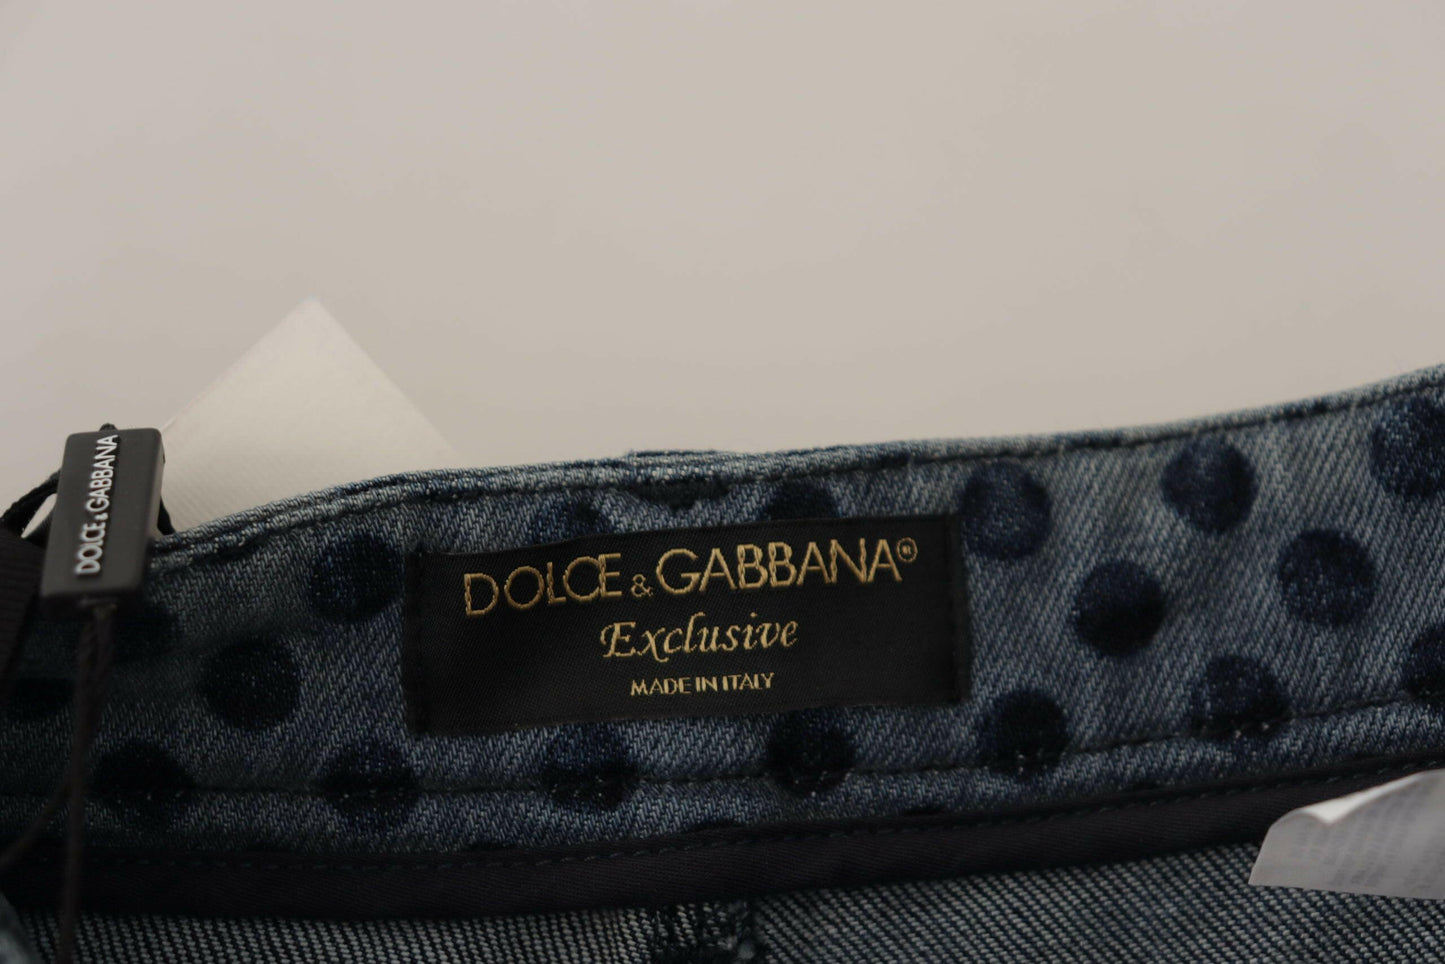 DOLCE & GABBANA
DOLCE & GABBANA®
Exclusive
MADE IN ITALY